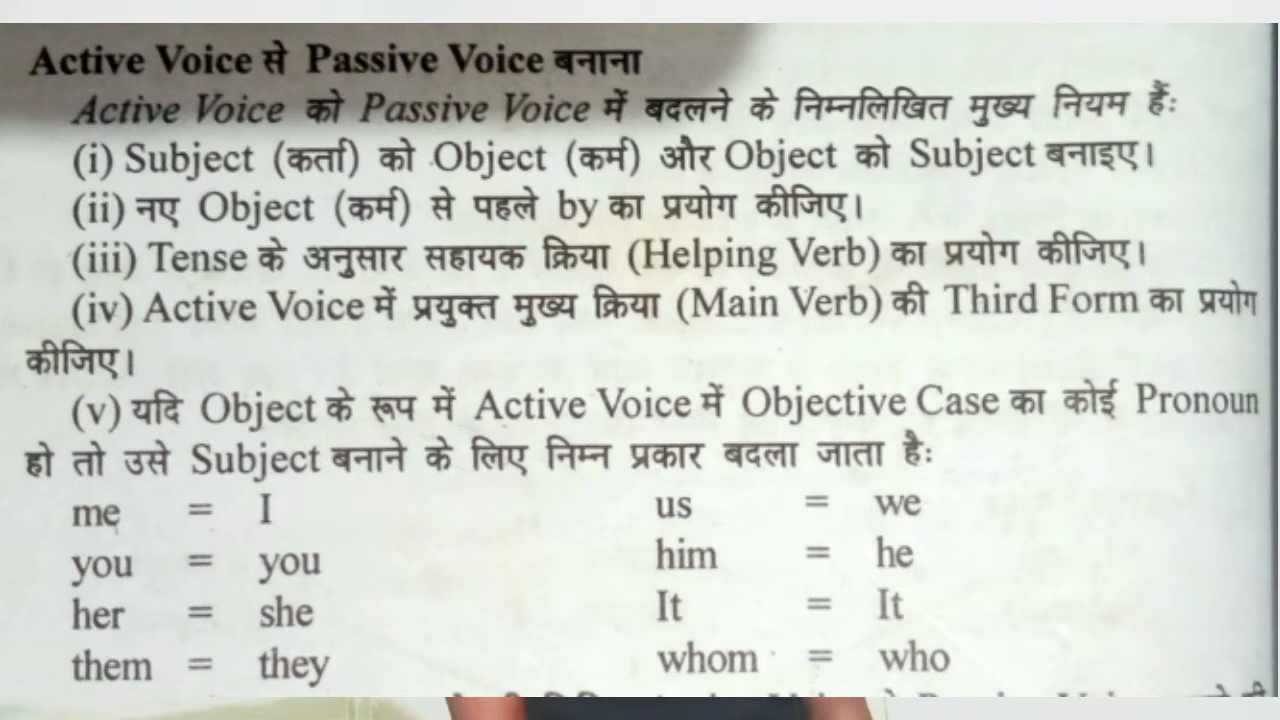 Active Voice से Passive Voice बनाना
Active Voice को Passive Voice में बदलने के निम्नलिखित मुख्य नियम हैंः
(i) Subject (कर्ता) को Object (कर्म) और Object को Subject बनाइए।
(ii) नए Object (कर्म) से पहले by का प्रयोग कीजिए।
(iii) Tense के अनुसार सहायक क्रिया (Helping Verb) का प्रयोग कीजिए।
(iv) Active Voice में प्रयुक्त मुख्य क्रिया (Main Verb) की Third Form का प्रयोग
कीजिए।
(v) यदि Object के रूप में Active Voice में Objective Case का कोई Pronoun
हो तो उसे Subject बनाने के लिए निम्न प्रकार बदला जाता हैः
me = I us = we
you = you him = he
her = she It = It
them = they whom = who